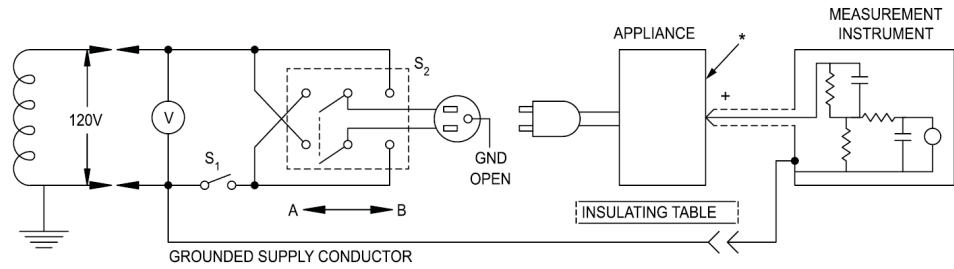 MEASUREMENT
INSTRUMENT
APPLIANCE
*
S2
+
120V
V
S1
GND
OPEN
A
B
INSULATING TABLE
GROUNDED SUPPLY CONDUCTOR